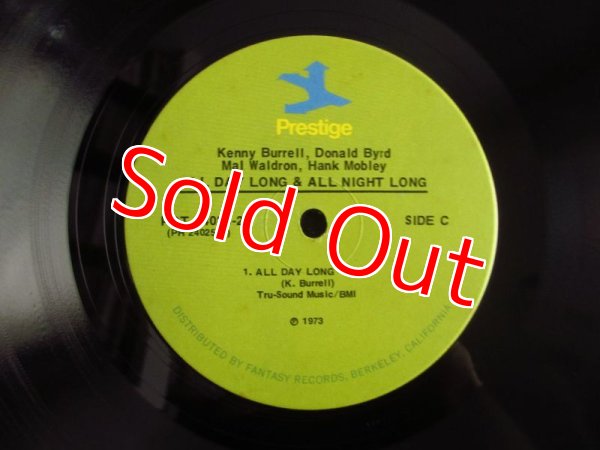 Prestige
Kenny Burrell, Donald Byrd
Mal Waldron, Hank Mobley
DAY LONG & ALL NIGHT LONG
SIDE C
1. ALL DAY LONG
(K. Burrell)
Tru-Sound Music/BMI
℗ 1973
DISTRIBUTED BY FANTASY RECORDS, BERKELEY, CALIFORNIA
Sold Out